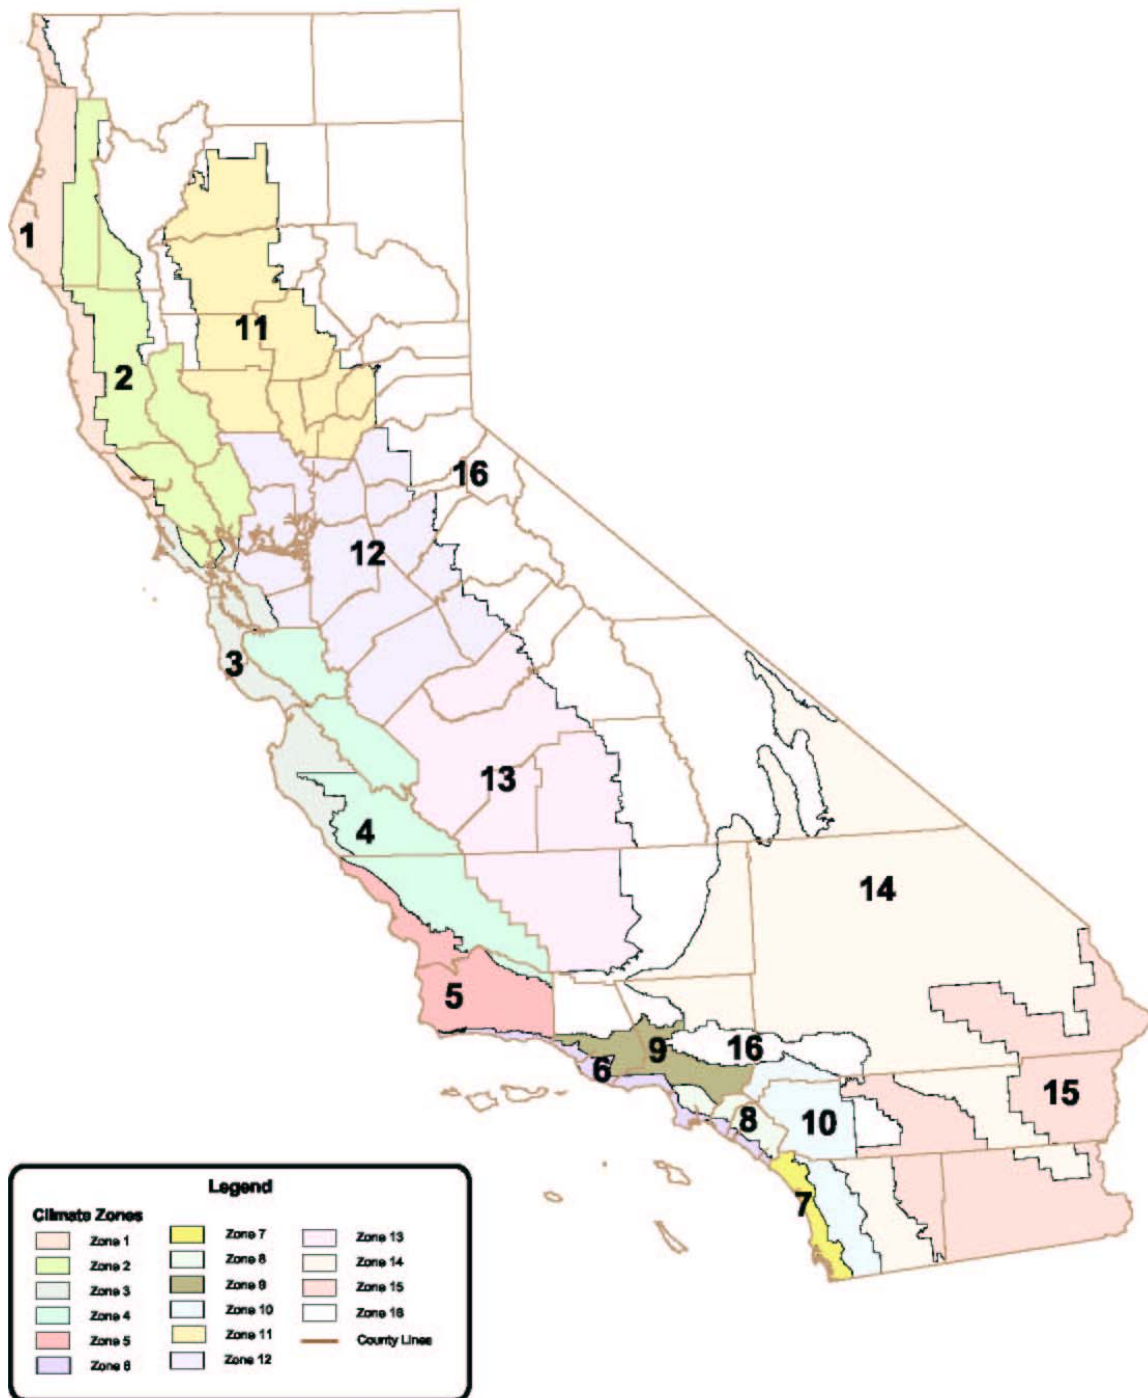 1
11
2
16
12
3
13
4
14
5
9
16
6
15
8
10
7
Legend
Climate Zones
Zone 1
Zone 2
Zone 3
Zone 4
Zone 5
Zone 6
Zone 7
Zone 8
Zone 9
Zone 10
Zone 11
Zone 12
Zone 13
Zone 14
Zone 15
Zone 16
County Lines